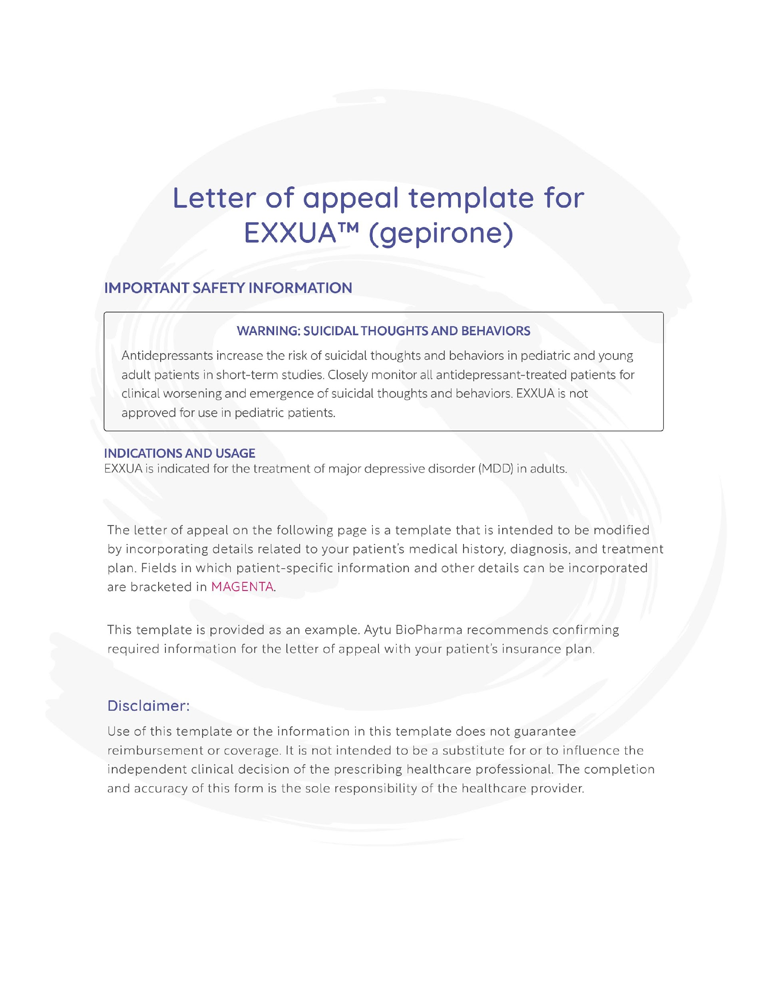 Letter of appeal template for
EXXUA™ (gepirone)
IMPORTANT SAFETY INFORMATION
WARNING: SUICIDAL THOUGHTS AND BEHAVIORS
Antidepressants increase the risk of suicidal thoughts and behaviors in pediatric and young
adult patients in short-term studies. Closely monitor all antidepressant-treated patients for
clinical worsening and emergence of suicidal thoughts and behaviors. EXXUA is not
approved for use in pediatric patients.
INDICATIONS AND USAGE
EXXUA is indicated for the treatment of major depressive disorder (MDD) in adults.
The letter of appeal on the following page is a template that is intended to be modified
by incorporating details related to your patient’s medical history, diagnosis, and treatment
plan. Fields in which patient-specific information and other details can be incorporated
are bracketed in MAGENTA.
This template is provided as an example. Aytu BioPharma recommends confirming
required information for the letter of appeal with your patient’s insurance plan.
Disclaimer:
Use of this template or the information in this template does not guarantee
reimbursement or coverage. It is not intended to be a substitute for or to influence the
independent clinical decision of the prescribing healthcare professional. The completion
and accuracy of this form is the sole responsibility of the healthcare provider.